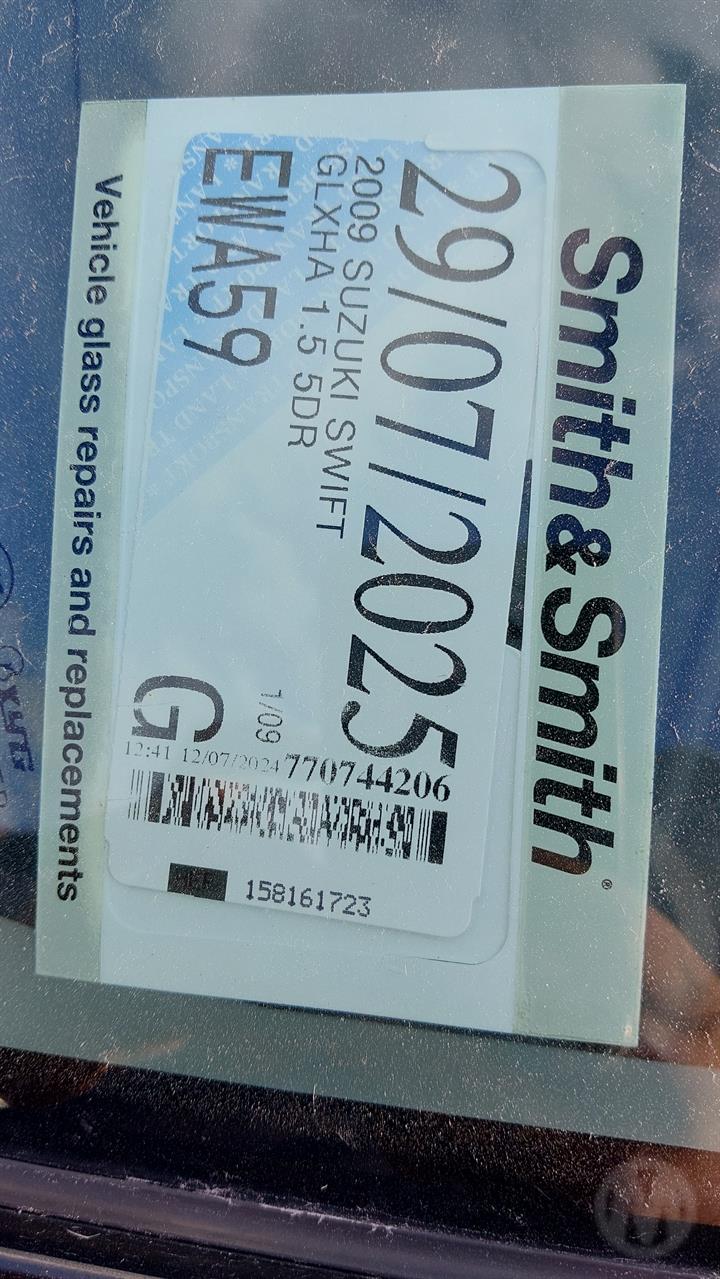 Smith&Smith®
29/07/2025
2009 SUZUKI SWIFT
GLXHA 1.5 5DR
EWA59
1/09
G
770744206
12:41 12/07/2024
158161723
Vehicle glass repairs and replacements